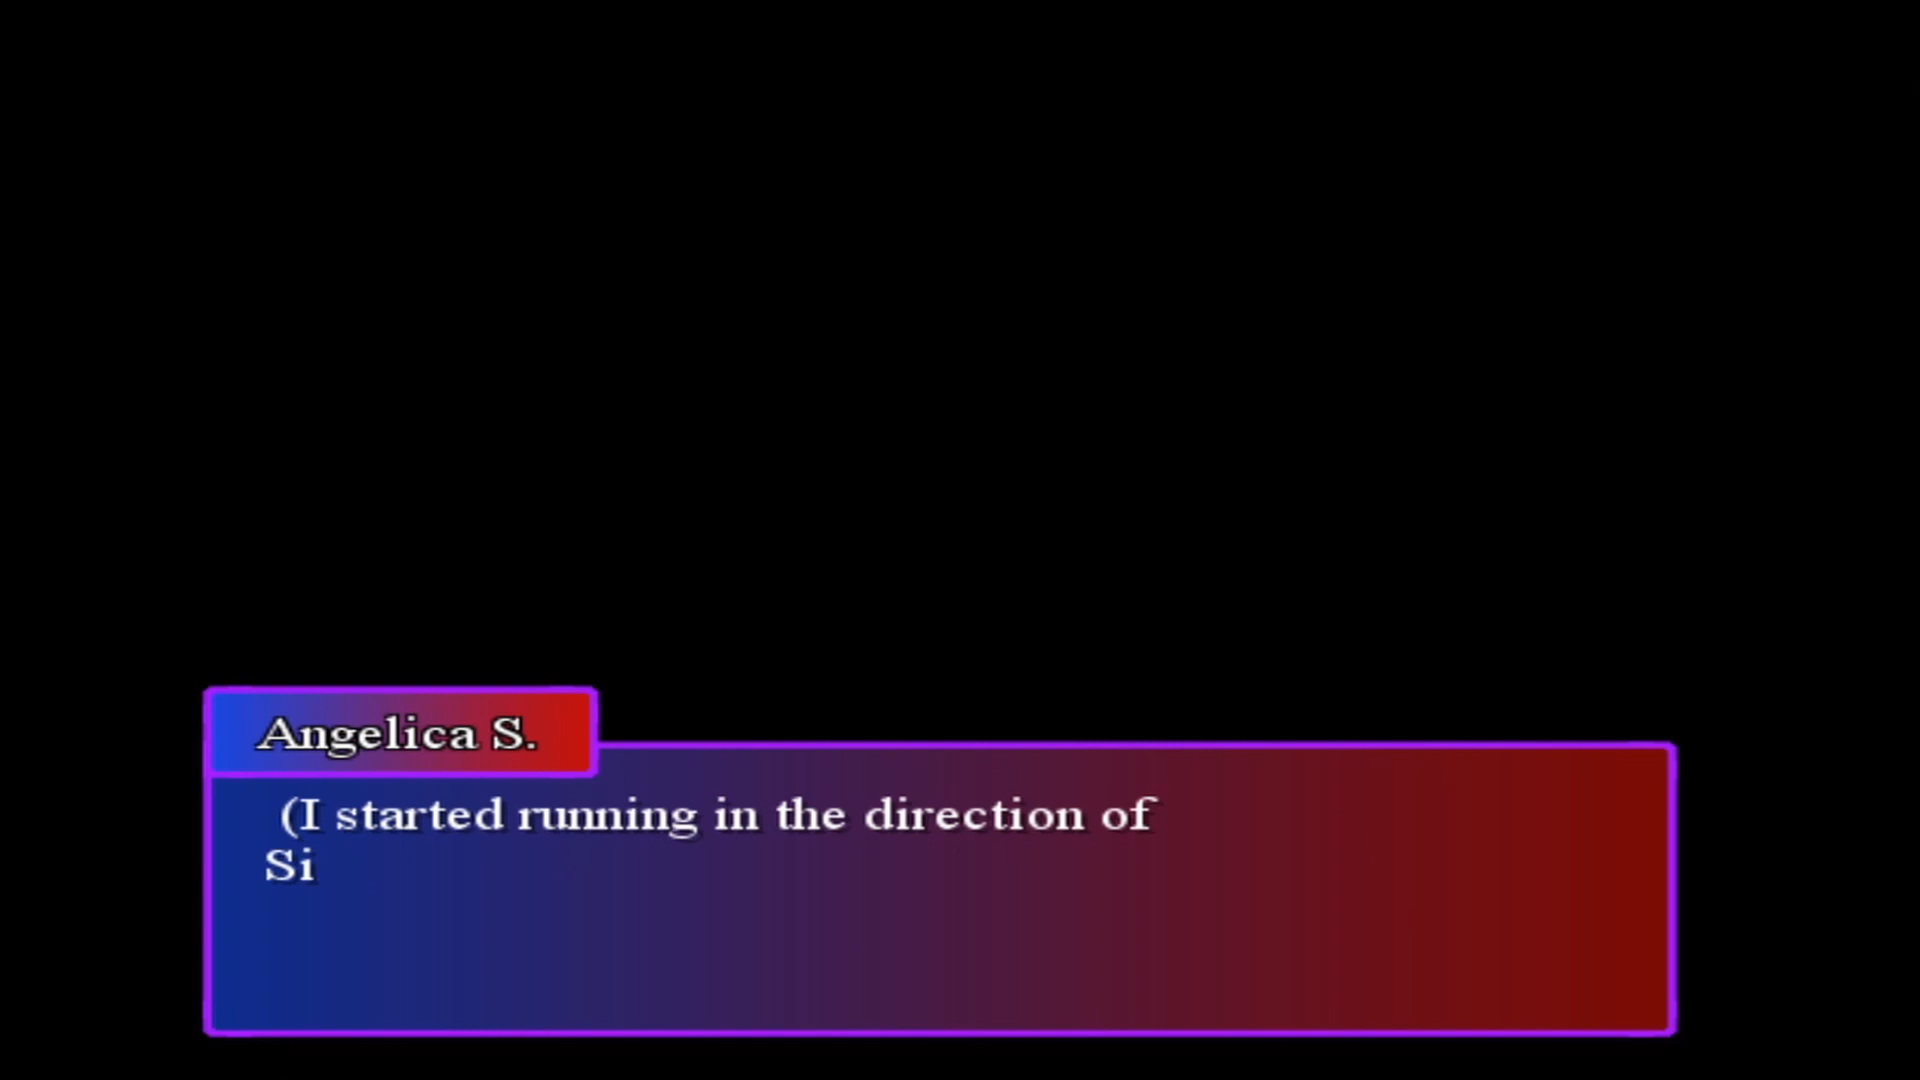 Angelica S.
(I started running in the direction of
Si